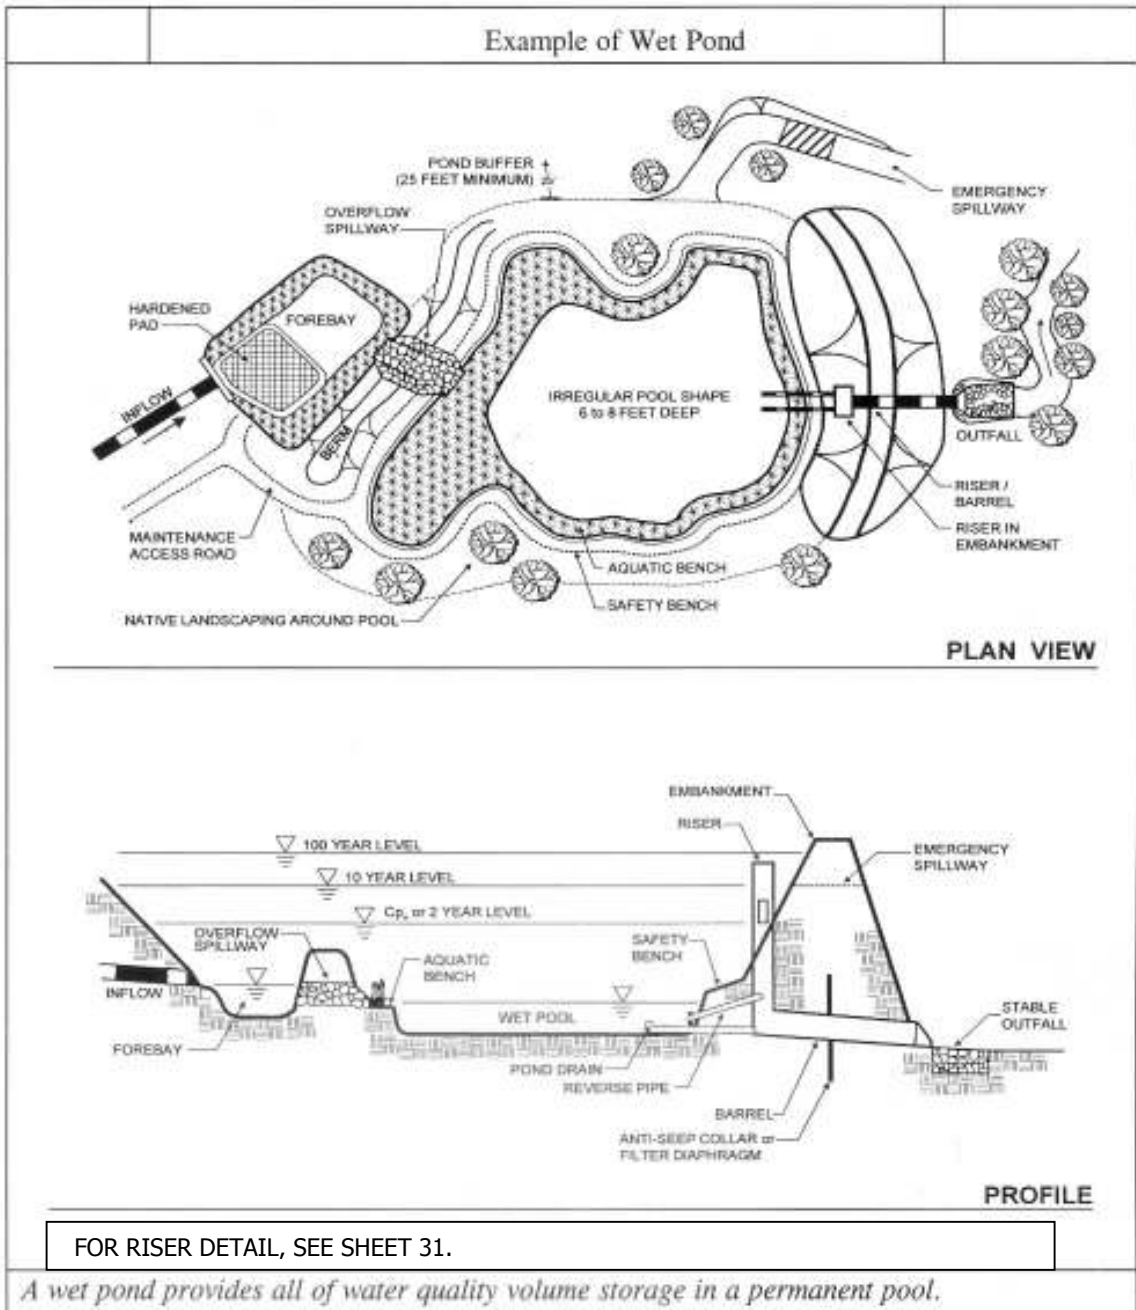 Example of Wet Pond
POND BUFFER
(25 FEET MINIMUM)
OVERFLOW
SPILLWAY
EMERGENCY
SPILLWAY
HARDENED
PAD
FOREBAY
INFLOW
BERM
IRREGULAR POOL SHAPE
6 to 8 FEET DEEP
OUTFALL
RISER /
BARREL
RISER IN
EMBANKMENT
MAINTENANCE
ACCESS ROAD
AQUATIC BENCH
SAFETY BENCH
NATIVE LANDSCAPING AROUND POOL
PLAN VIEW
EMBANKMENT
RISER
100 YEAR LEVEL
EMERGENCY
SPILLWAY
10 YEAR LEVEL
Cpv or 2 YEAR LEVEL
OVERFLOW
SPILLWAY
SAFETY
BENCH
AQUATIC
BENCH
INFLOW
WET POOL
STABLE
OUTFALL
FOREBAY
POND DRAIN
REVERSE PIPE
BARREL
ANTI-SEEP COLLAR or
FILTER DIAPHRAGM
PROFILE
FOR RISER DETAIL, SEE SHEET 31.
A wet pond provides all of water quality volume storage in a permanent pool.